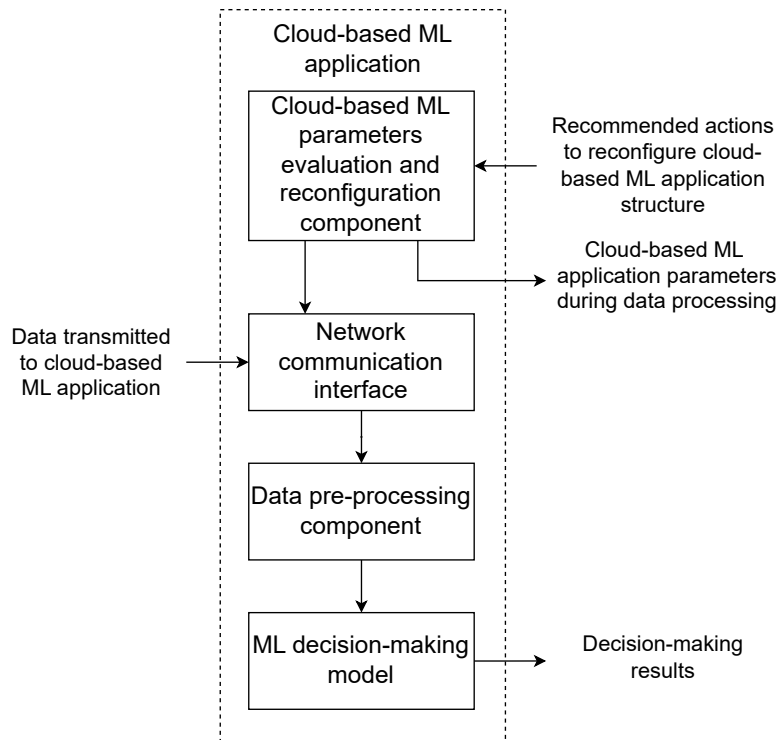 Cloud-based ML
application
Cloud-based ML
parameters
evaluation and
reconfiguration
component
Recommended actions
to reconfigure cloud-
based ML application
structure
Cloud-based ML
application parameters
during data processing
Data transmitted
to cloud-based
ML application
Network
communication
interface
Data pre-processing
component
ML decision-making
model
Decision-making
results